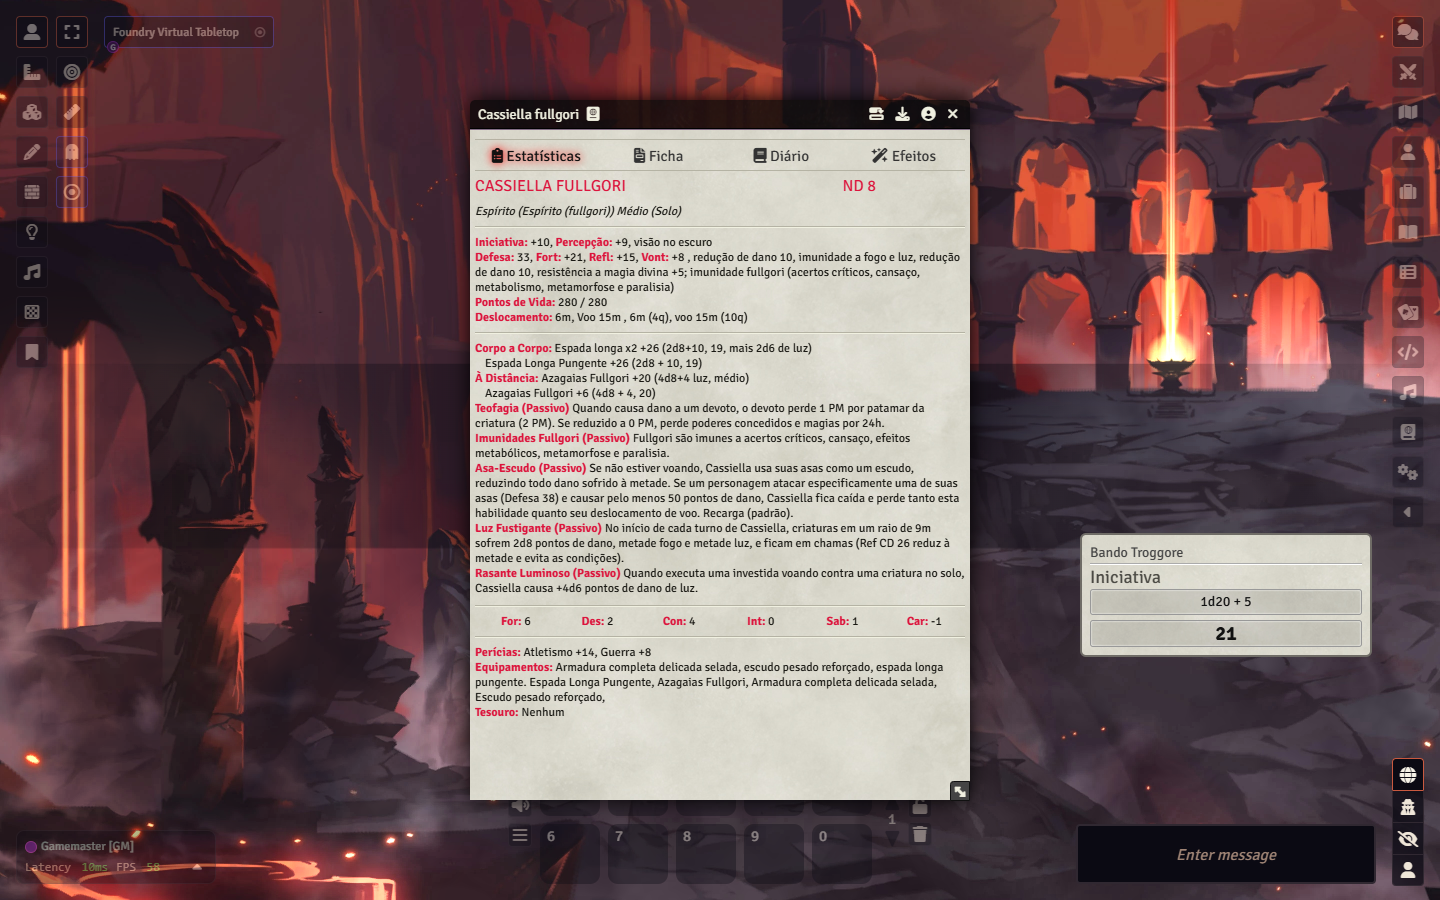 Foundry Virtual Tabletop
G
Cassiella fullgori
Estatísticas
Ficha
Diário
Efeitos
CASSIELLA FULLGORI
ND 8
Espírito (Espírito (fullgori)) Médio (Solo)
Iniciativa: +10, Percepção: +9, visão no escuro
Defesa: 33, Fort: +21, Refl: +15, Vont: +8 , redução de dano 10, imunidade a fogo e luz, redução
de dano 10, resistência a magia divina +5; imunidade fullgori (acertos críticos, cansaço,
metabolismo, metamorfose e paralisia)
Pontos de Vida: 280 / 280
Deslocamento: 6m, Voo 15m , 6m (4q), voo 15m (10q)
Corpo a Corpo: Espada longa x2 +26 (2d8+10, 19, mais 2d6 de luz)
Espada Longa Pungente +26 (2d8 + 10, 19)
À Distância: Azagaias Fullgori +20 (4d8+4 luz, médio)
Azagaias Fullgori +6 (4d8 + 4, 20)
Teofagia (Passivo) Quando causa dano a um devoto, o devoto perde 1 PM por patamar da
criatura (2 PM). Se reduzido a 0 PM, perde poderes concedidos e magias por 24h.
Imunidades Fullgori (Passivo) Fullgori são imunes a acertos críticos, cansaço, efeitos
metabólicos, metamorfose e paralisia.
Asa-Escudo (Passivo) Se não estiver voando, Cassiella usa suas asas como um escudo,
reduzindo todo dano sofrido à metade. Se um personagem atacar especificamente uma de suas
asas (Defesa 38) e causar pelo menos 50 pontos de dano, Cassiella fica caída e perde tanto esta
habilidade quanto seu deslocamento de voo. Recarga (padrão).
Luz Fustigante (Passivo) No início de cada turno de Cassiella, criaturas em um raio de 9m
sofrem 2d8 pontos de dano, metade fogo e metade luz, e ficam em chamas (Ref CD 26 reduz à
metade e evita as condições).
Rasante Luminoso (Passivo) Quando executa uma investida voando contra uma criatura no solo,
Cassiella causa +4d6 pontos de dano de luz.
For: 6
Des: 2
Con: 4
Int: 0
Sab: 1
Car: -1
Perícias: Atletismo +14, Guerra +8
Equipamentos: Armadura completa delicada selada, escudo pesado reforçado, espada longa
pungente. Espada Longa Pungente, Azagaias Fullgori, Armadura completa delicada selada,
Escudo pesado reforçado,
Tesouro: Nenhum
Bando Troggore
Iniciativa
1d20 + 5
21
Gamemaster [GM]
Latency 10ms FPS 58
6
7
8
9
0
1
Enter message